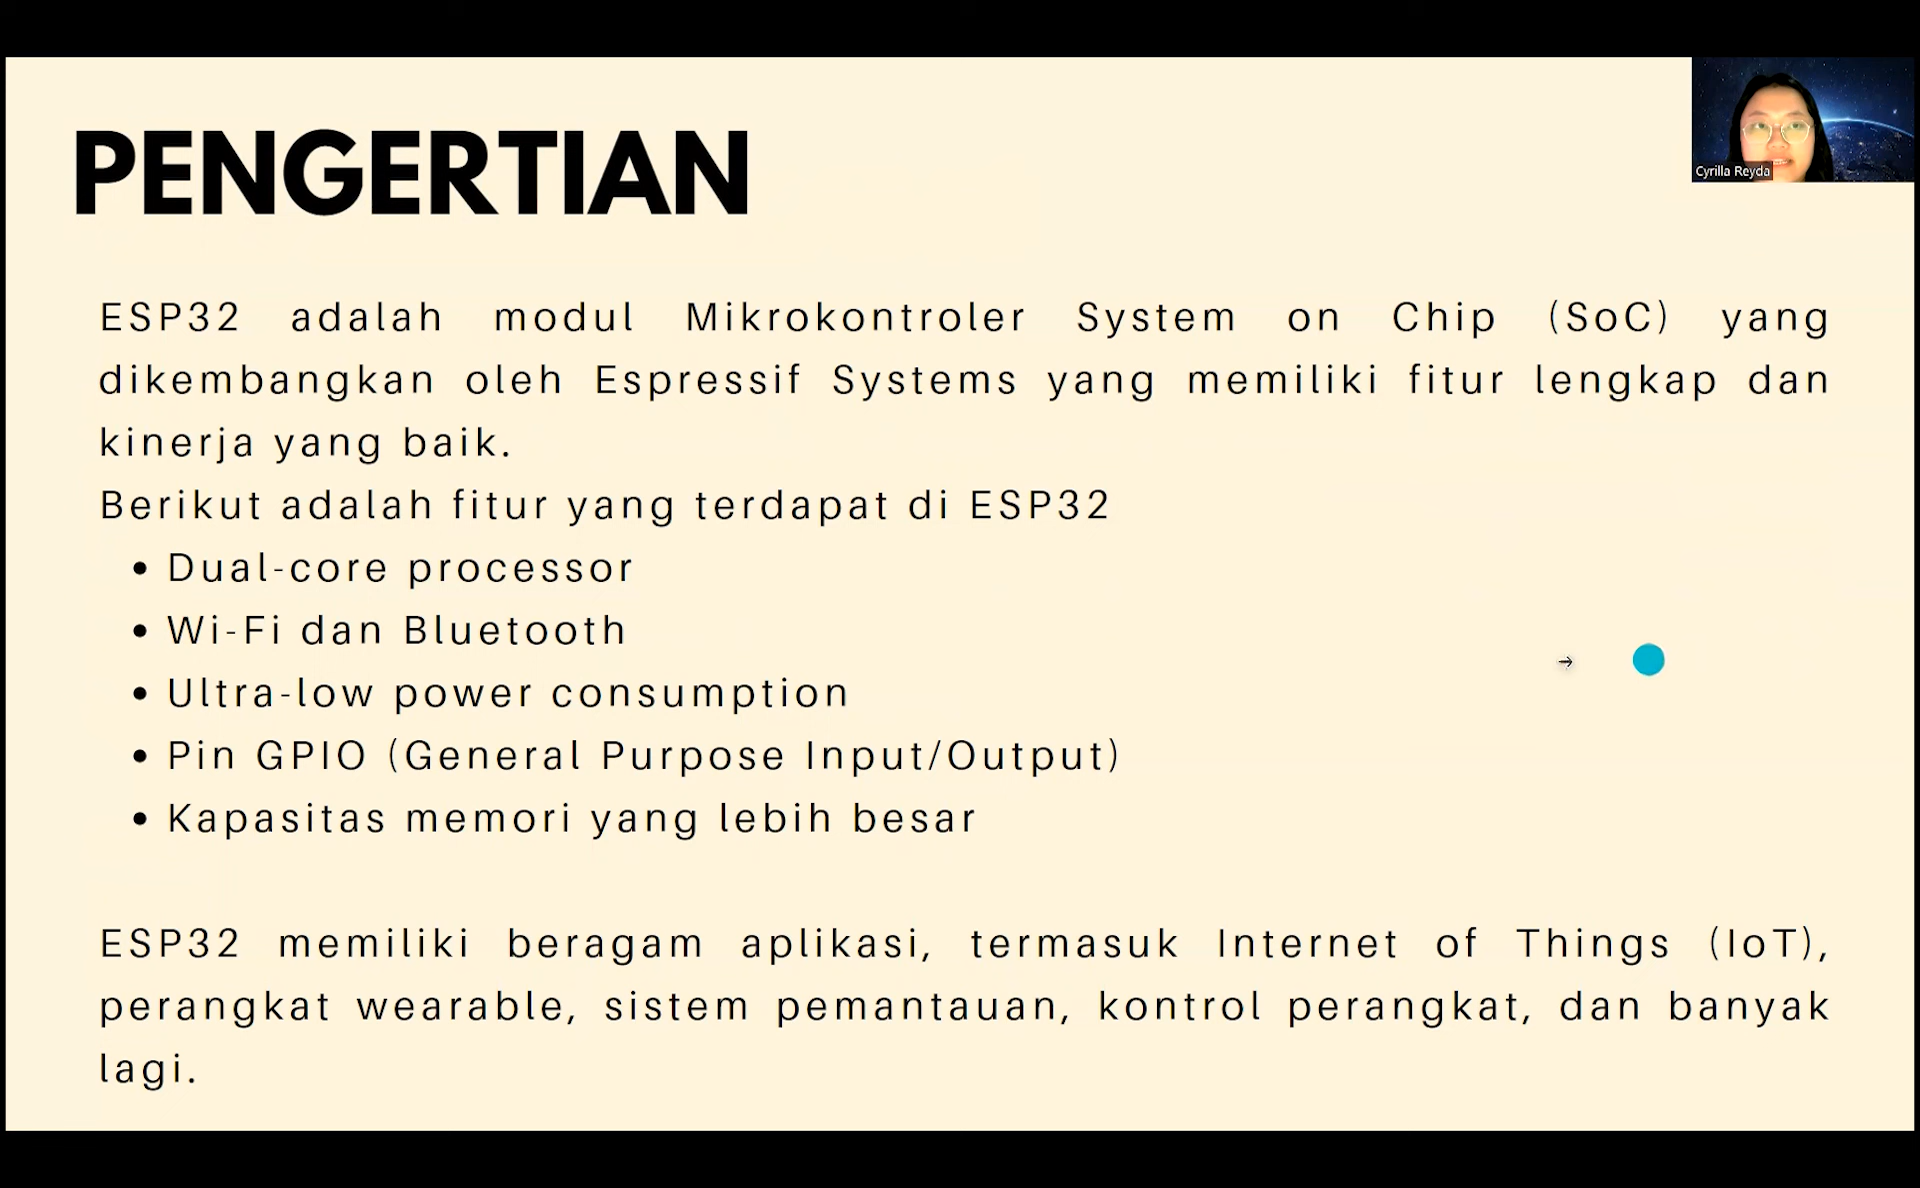 PENGERTIAN
Cyrilla Reyda
ESP32 adalah modul Mikrokontroler System on Chip (SoC) yang
dikembangkan oleh Espressif Systems yang memiliki fitur lengkap dan
kinerja yang baik.
Berikut adalah fitur yang terdapat di ESP32
• Dual-core processor
• Wi-Fi dan Bluetooth
• Ultra-low power consumption
• Pin GPIO (General Purpose Input/Output)
• Kapasitas memori yang lebih besar
ESP32 memiliki beragam aplikasi, termasuk Internet of Things (IoT),
perangkat wearable, sistem pemantauan, kontrol perangkat, dan banyak
lagi.